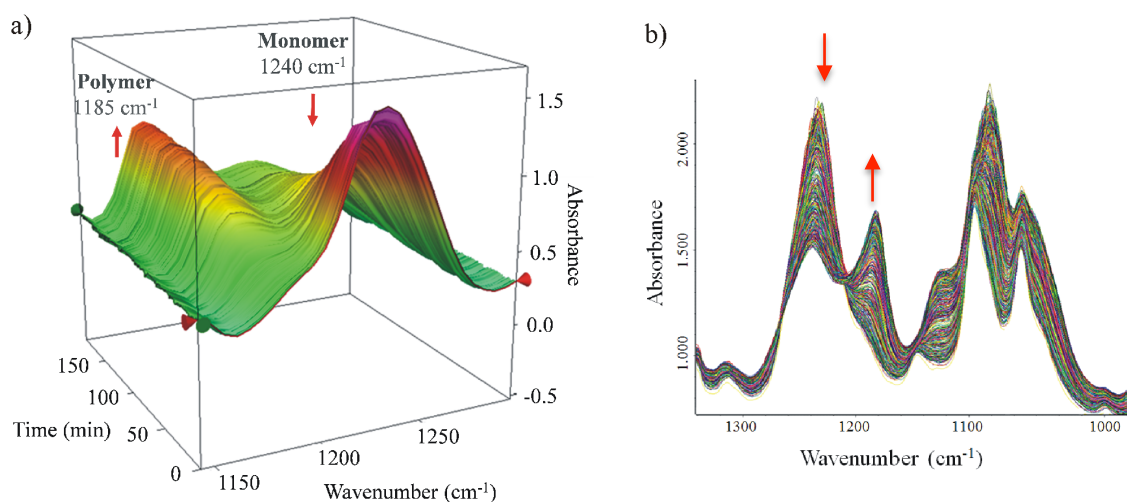 a)
Monomer
1240 cm⁻¹
Polymer
1185 cm⁻¹
1.5
1.0
0.5
0.0
-0.5
Absorbance
150
100
50
0
Time (min)
1150
1200
1250
Wavenumber (cm⁻¹)
b)
2.000
1.500
1.000
Absorbance
1300
1200
1100
1000
Wavenumber (cm⁻¹)